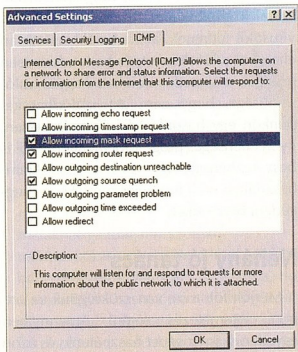 Advanced Settings
Services
Security Logging
ICMP
Internet Control Message Protocol (ICMP) allows the computers on
a network to share error and status information. Select the requests
for information from the Internet that this computer will respond to:
Allow incoming echo request
Allow incoming timestamp request
Allow incoming mask request
Allow incoming router request
Allow outgoing destination unreachable
Allow outgoing source quench
Allow outgoing parameter problem
Allow outgoing time exceeded
Allow redirect
Description:
This computer will listen for and respond to requests for more
information about the public network to which it is attached.
OK
Cancel